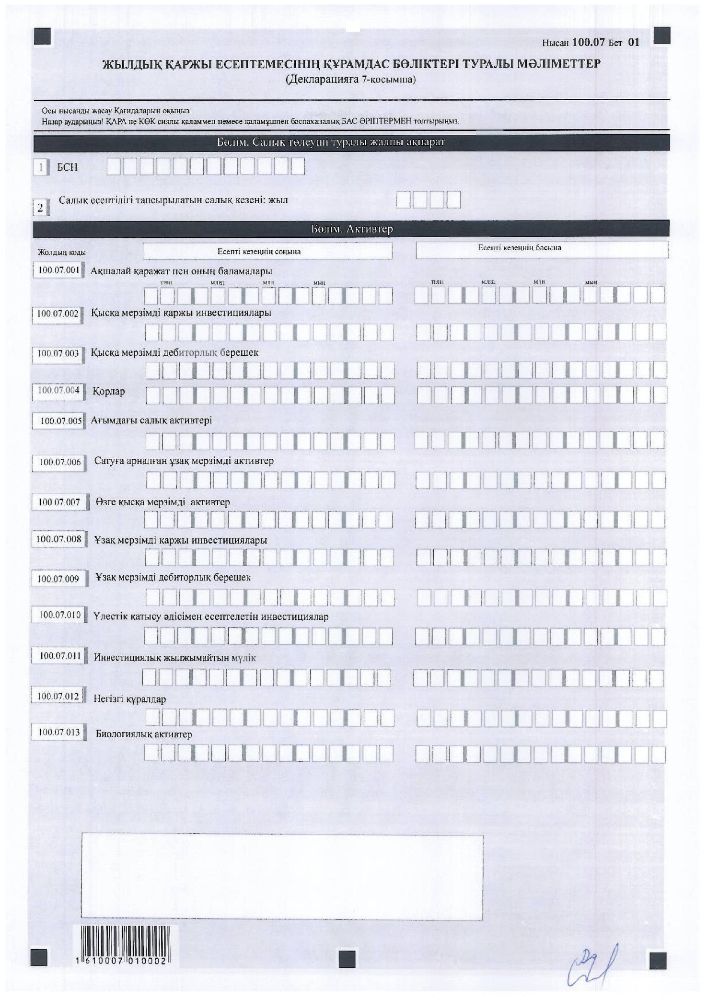 Нысан 100.07 Бет 01
ЖЫЛДЫҚ ҚАРЖЫ ЕСЕПТЕМЕСІНІҢ ҚҰРАМДАС БӨЛІКТЕРІ ТУРАЛЫ МӘЛІМЕТТЕР
(Декларацияға 7-қосымша)
Осы нысанды жасау Қағидаларын оқыңыз
Назар аударыңыз! ҚАРА не КӨК сиялы қаламмен немесе қаламұшпен баспаханалық БАС ӘРІПТЕРМЕН толтырыңыз.
Бөлім. Салық төлеуші туралы жалпы ақпарат
1 БСН
2 Салық есептілігі тапсырылатын салық кезеңі: жыл
Бөлім. Активтер
Жолдың коды Есепті кезеңнің соңына Есепті кезеңнің басына
100.07.001 Ақшалай қаражат пен оның баламалары
ТРЛН. МЛРД. МЛН. МЫҢ ТРЛН. МЛРД. МЛН МЫҢ
100.07.002 Қысқа мерзімді қаржы инвестициялары
100.07.003 Қысқа мерзімді дебиторлық берешек
100.07.004 Қорлар
100.07.005 Ағымдағы салық активтері
100.07.006 Сатуға арналған ұзақ мерзімді активтер
100.07.007 Өзге қысқа мерзімді активтер
100.07.008 Ұзақ мерзімді қаржы инвестициялары
100.07.009 Ұзақ мерзімді дебиторлық берешек
100.07.010 Үлестік қатысу әдісімен есептелетін инвестициялар
100.07.011 Инвестициялық жылжымайтын мүлік
100.07.012 Негізгі құралдар
100.07.013 Биологиялық активтер
1 610007 010002